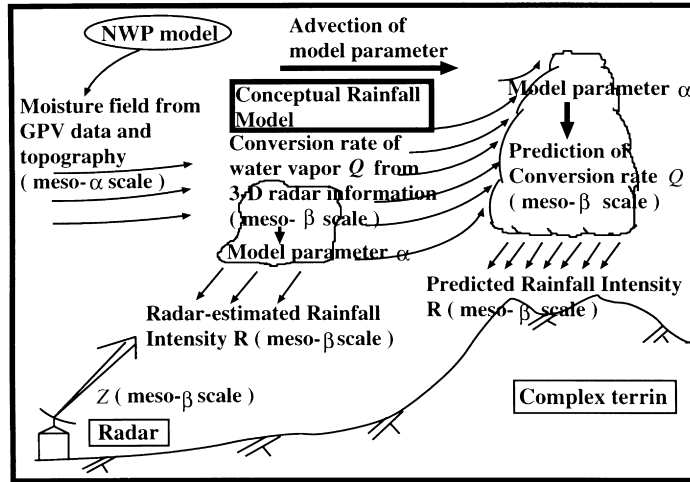 NWP model
Advection of
model parameter
Moisture field from
GPV data and
topography
( meso-α scale )
Conceptual Rainfall
Model
Conversion rate of
water vapor Q from
3-D radar information
( meso- β scale )
Model parameter α
Model parameter α
Prediction of
Conversion rate Q
( meso-β scale )
Radar-estimated Rainfall
Intensity R ( meso-β scale )
Predicted Rainfall Intensity
R ( meso-β scale )
Z ( meso-β scale )
Radar
Complex terrin